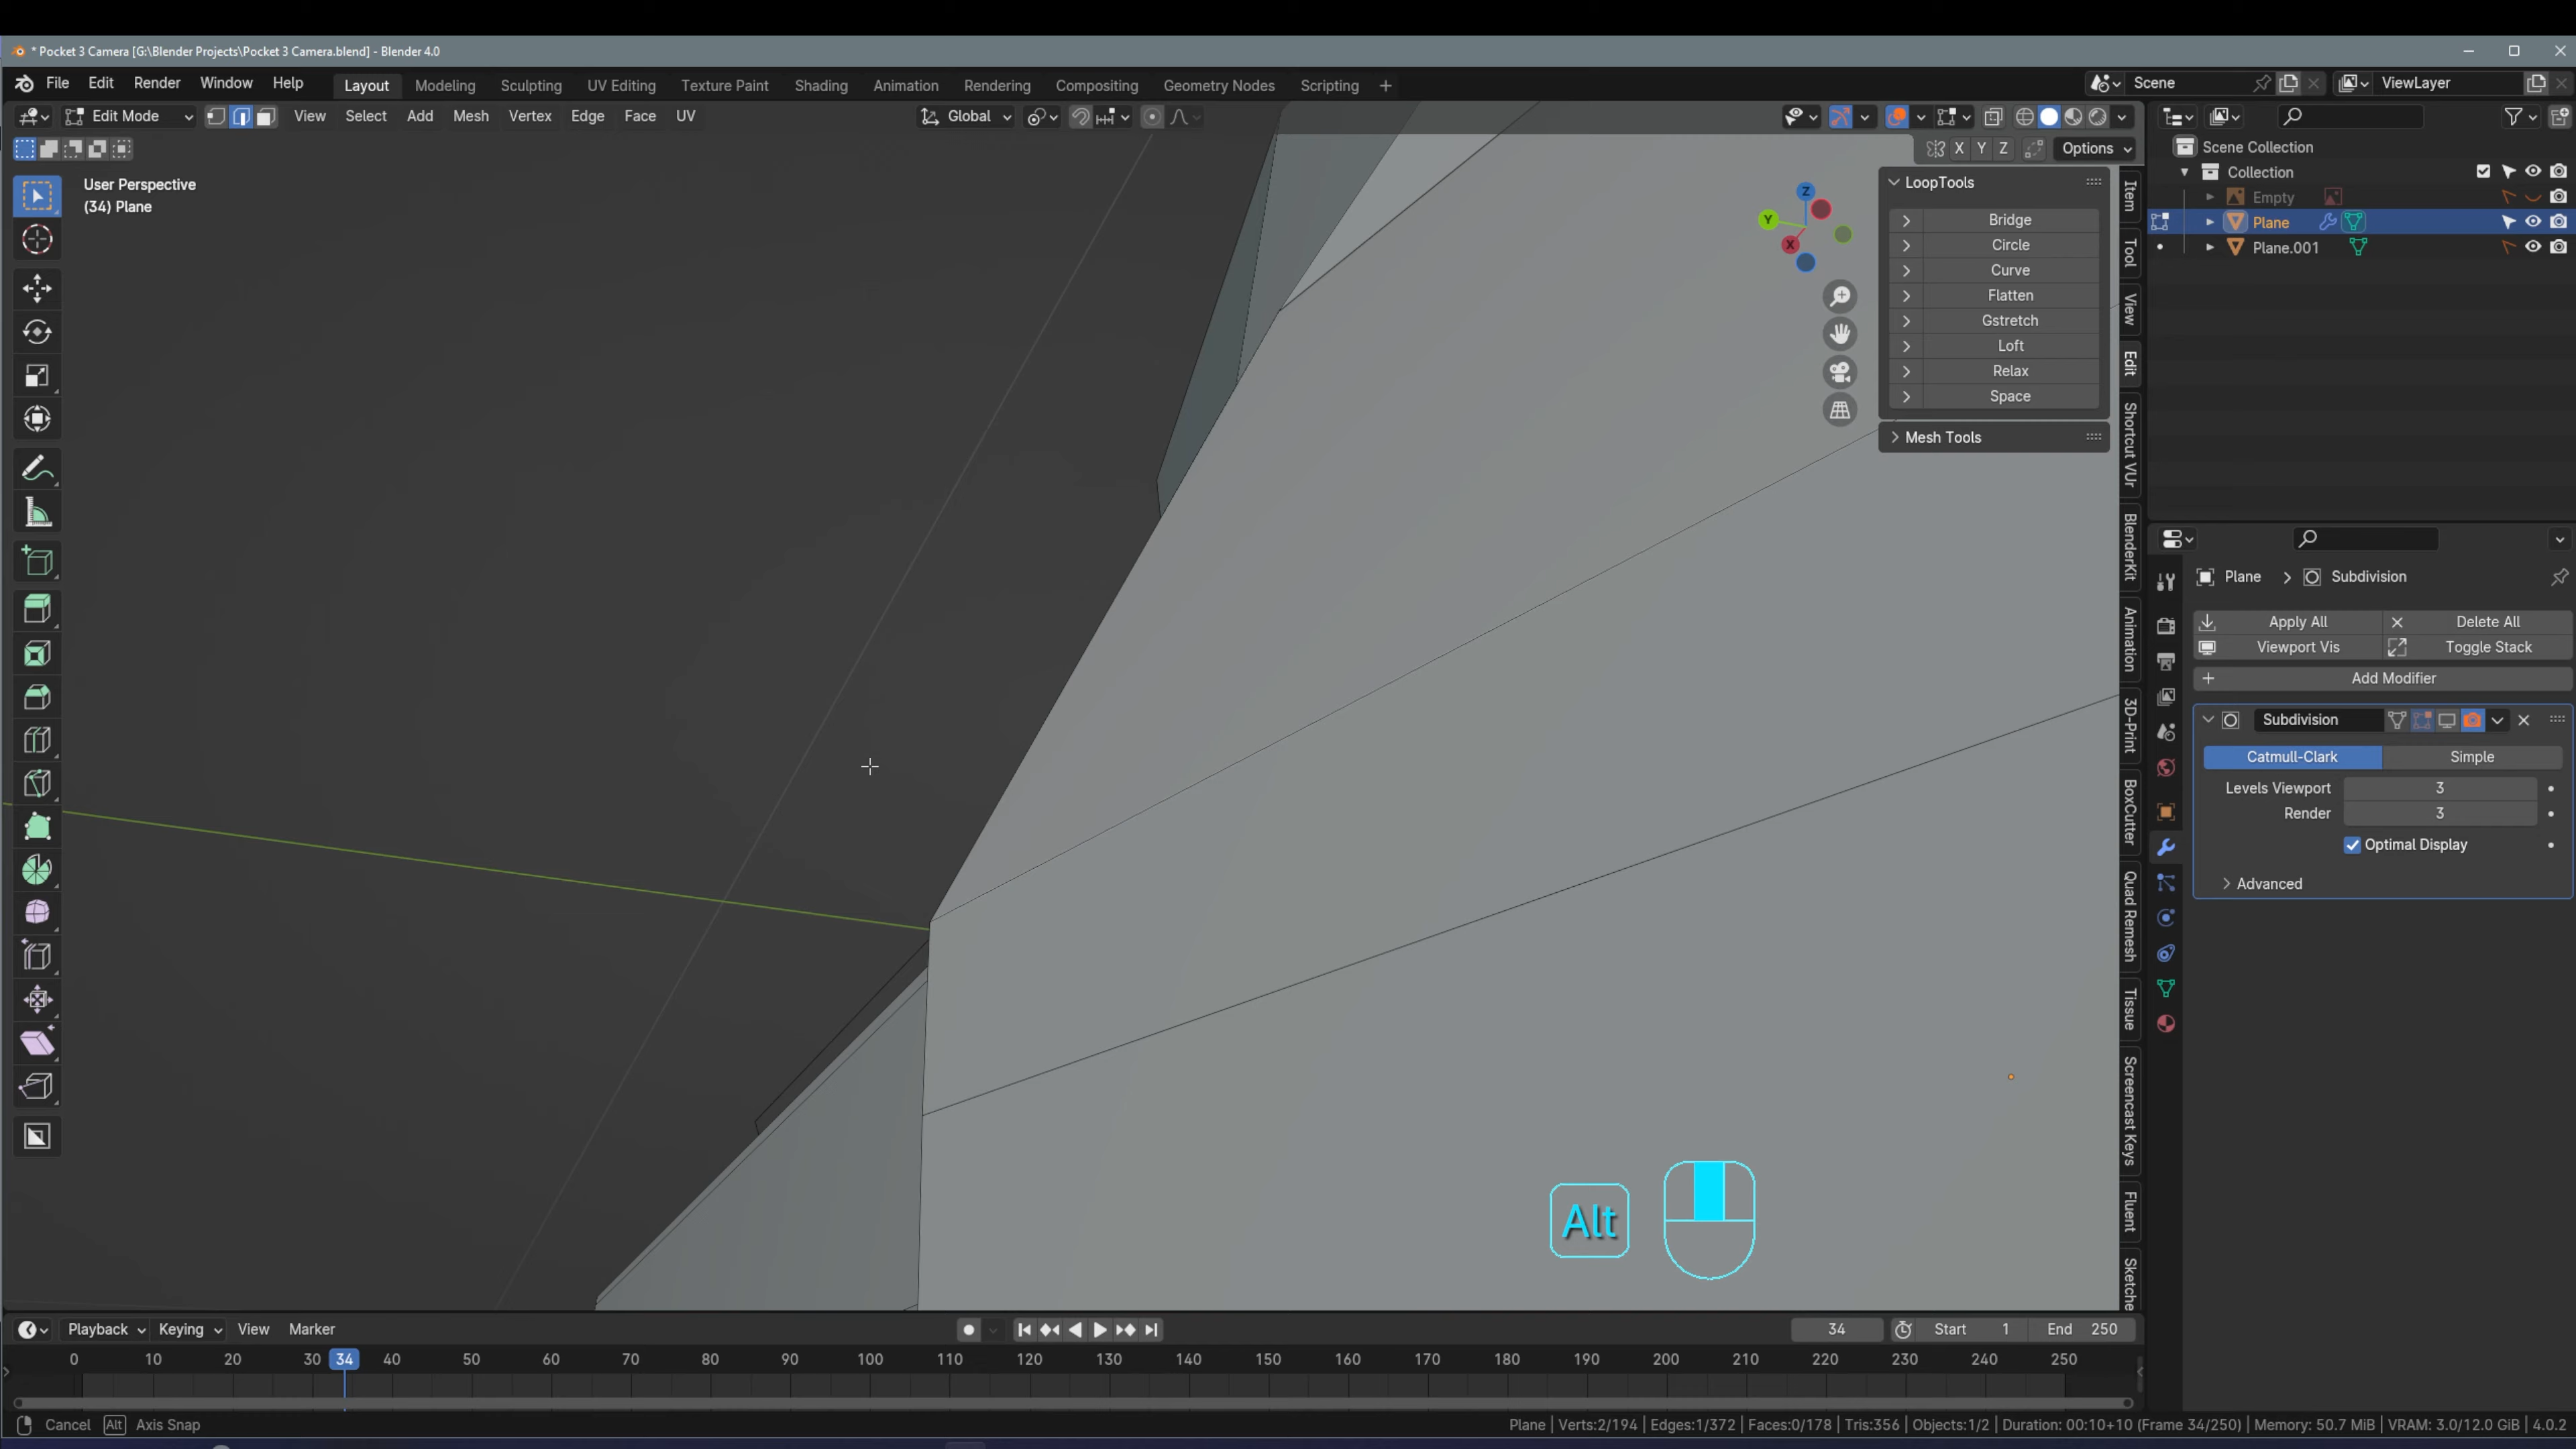 * Pocket 3 Camera [G:\Blender Projects\Pocket 3 Camera.blend] - Blender 4.0
File Edit Render Window Help Layout Modeling Sculpting UV Editing Texture Paint Shading Animation Rendering Compositing Geometry Nodes Scripting + Scene ViewLayer
Edit Mode View Select Add Mesh Vertex Edge Face UV Global
X Y Z Options
User Perspective
(34) Plane
Z
Y
X
LoopTools
Bridge
Circle
Curve
Flatten
Gstretch
Loft
Relax
Space
Mesh Tools
Item
Tool
View
Edit
Shortcut VUr
BlenderKit
Animation
3D-Print
BoxCutter
Quad Remesh
Tissue
Screencast Keys
Fluent
Sketche
Scene Collection
Collection
Empty
Plane
Plane.001
Plane > Subdivision
Apply All Delete All
Viewport Vis Toggle Stack
Add Modifier
Subdivision
Catmull-Clark Simple
Levels Viewport 3
Render 3
Optimal Display
Advanced
Alt
Playback Keying View Marker 34 Start 1 End 250
0 10 20 30 34 40 50 60 70 80 90 100 110 120 130 140 150 160 170 180 190 200 210 220 230 240 250
Cancel Alt Axis Snap Plane | Verts:2/194 | Edges:1/372 | Faces:0/178 | Tris:356 | Objects:1/2 | Duration: 00:10+10 (Frame 34/250) | Memory: 50.7 MiB | VRAM: 3.0/12.0 GiB | 4.0.2